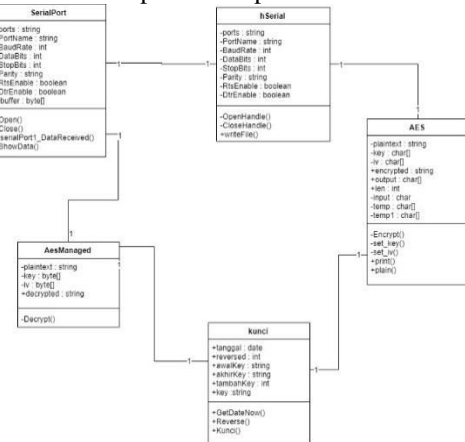 SerialPort
ports : string
PortName : string
BaudRate : int
DataBits : int
StopBits : int
Parity : string
RtsEnable : boolean
DtrEnable : boolean
buffer : byte[]
Open()
Close()
serialPort1_DataReceived()
ShowData()
hSerial
-ports : string
-PortName : string
-BaudRate : int
-DataBits : int
-StopBits : int
-Parity : string
-RtsEnable : boolean
-DtrEnable : boolean
-OpenHandle()
-CloseHandle()
+writeFile()
1
1
1
1
AES
-plaintext : string
-key : char[]
-iv : char[]
+encrypted : string
+output : char[]
+len : int
-input : char
-temp : char[]
-temp1 : char[]
-Encrypt()
-set_key()
-set_iv()
+print()
+plain()
1
1
AesManaged
-plaintext : string
-key : byte[]
-iv : byte[]
+decrypted : string
-Decrypt()
1
1
kunci
+tanggal : date
+reversed : int
+awalKey : string
+akhirKey : string
+tambahKey : int
+key :string
+GetDateNow()
+Reverse()
+Kunci()
1
1